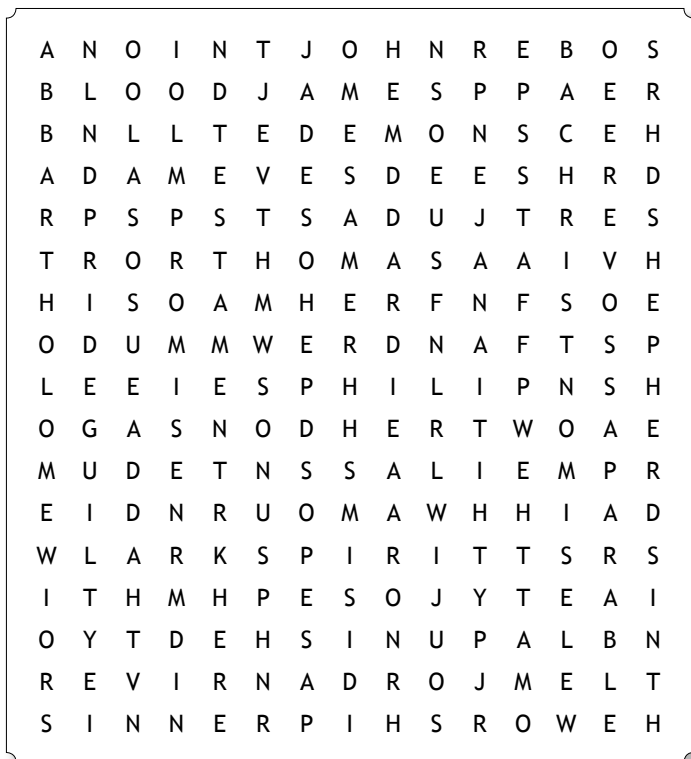 A N O I N T J O H N R E B O S
B L O O D J A M E S P P A E R
B N L L T E D E M O N S C E H
A D A M E V E S D E E S H R D
R P S P S T S A D U J T R E S
T R O R T H O M A S A A I V H
H I S O A M H E R F N F S O E
O D U M M W E R D N A F T S P
L E E I E S P H I L I P N S H
O G A S N O D H E R T W O A E
M U D E T N S S A L I E M P R
E I D N R U O M A W H H I A D
W L A R K S P I R I T T S R S
I T H M H P E S O J Y T E A I
O Y T D E H S I N U P A L B N
R E V I R N A D R O J M E L T
S I N N E R P I H S R O W E H